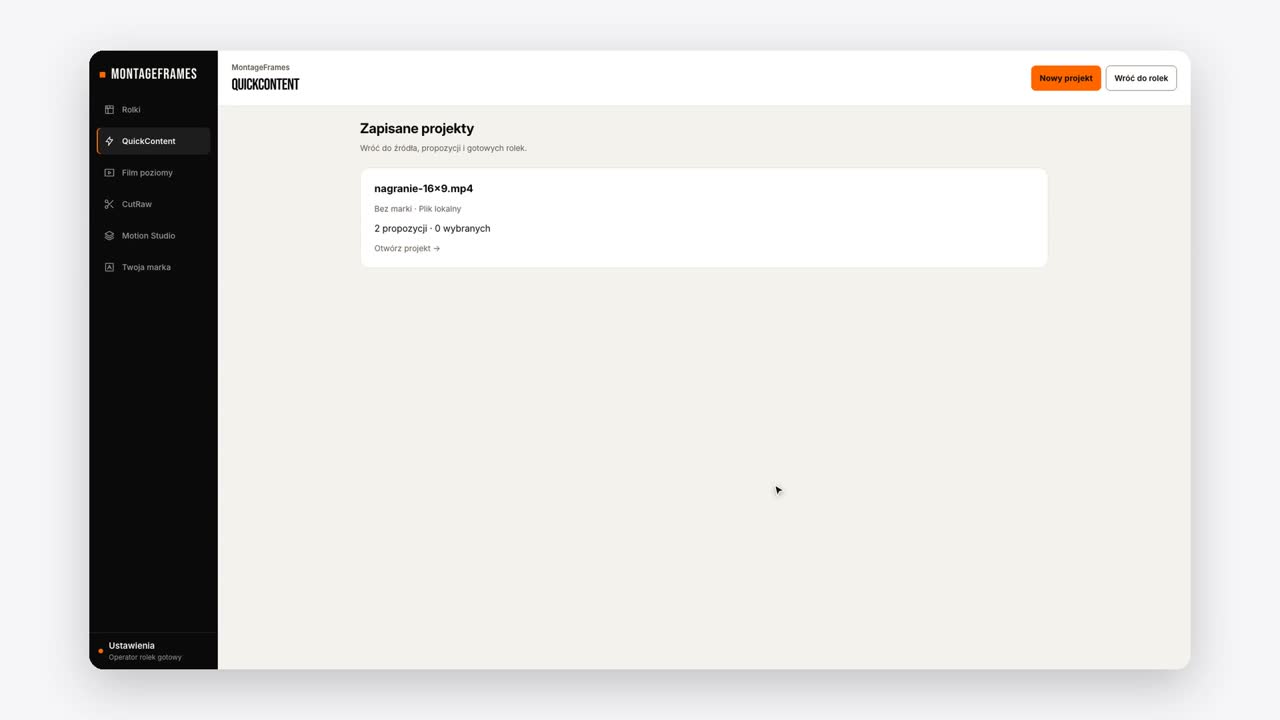 MONTAGEFRAMES
Rolki
QuickContent
Film poziomy
CutRaw
Motion Studio
Twoja marka
Ustawienia
Operator rolek gotowy
MontageFrames
QUICKCONTENT
Nowy projekt
Wróć do rolek
Zapisane projekty
Wróć do źródła, propozycji i gotowych rolek.
nagranie-16×9.mp4
Bez marki · Plik lokalny
2 propozycji · 0 wybranych
Otwórz projekt →